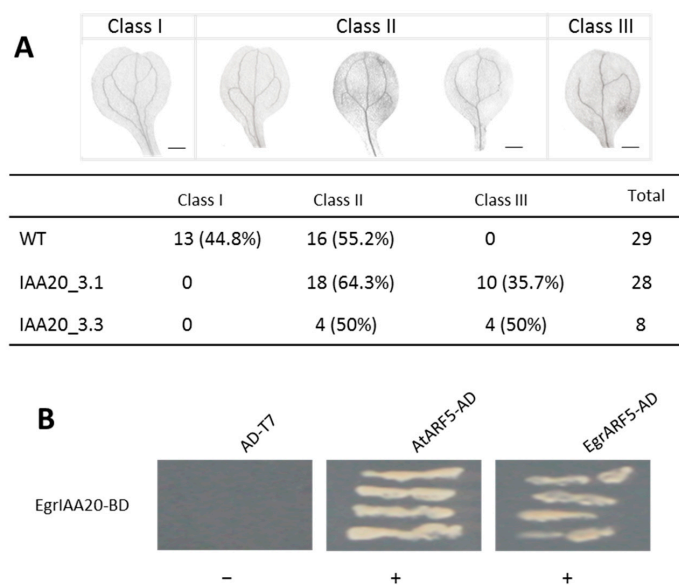 A
Class I Class II Class III
Class I Class II Class III Total
WT 13 (44.8%) 16 (55.2%) 0 29
IAA20_3.1 0 18 (64.3%) 10 (35.7%) 28
IAA20_3.3 0 4 (50%) 4 (50%) 8
B
AD-T7 AtARF5-AD EgrARF5-AD
EgrIAA20-BD
– + +